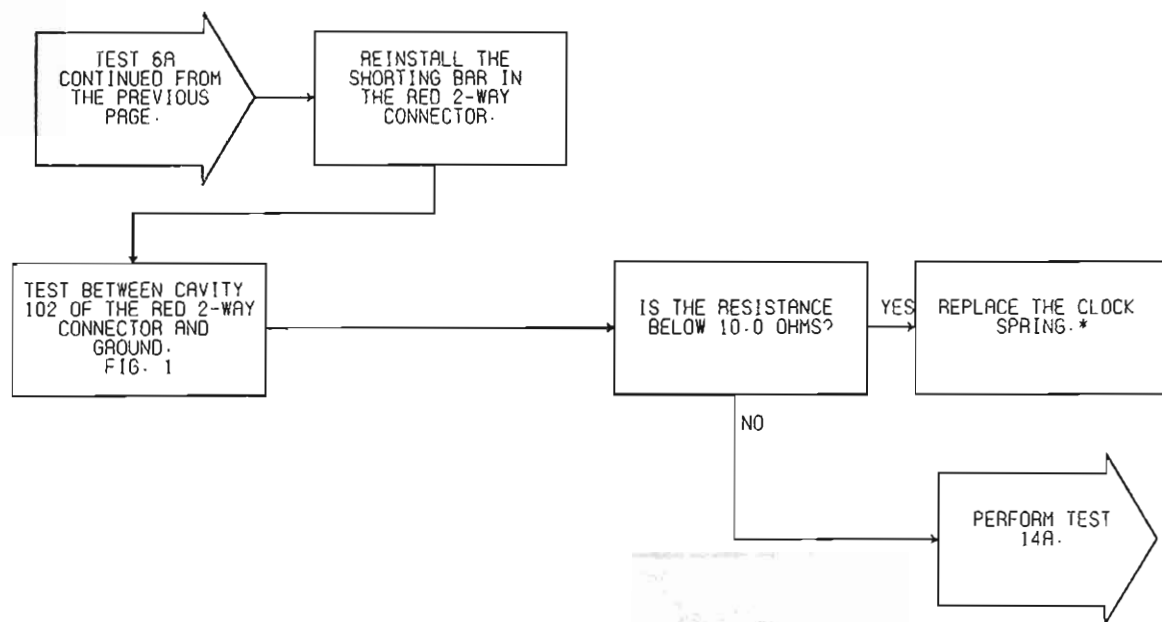 TEST 6A
CONTINUED FROM
THE PREVIOUS
PAGE.
REINSTALL THE
SHORTING BAR IN
THE RED 2-WAY
CONNECTOR.
TEST BETWEEN CAVITY
102 OF THE RED 2-WAY
CONNECTOR AND
GROUND.
FIG. 1
IS THE RESISTANCE
BELOW 10.0 OHMS?
YES
REPLACE THE CLOCK
SPRING.*
NO
PERFORM TEST
14A.